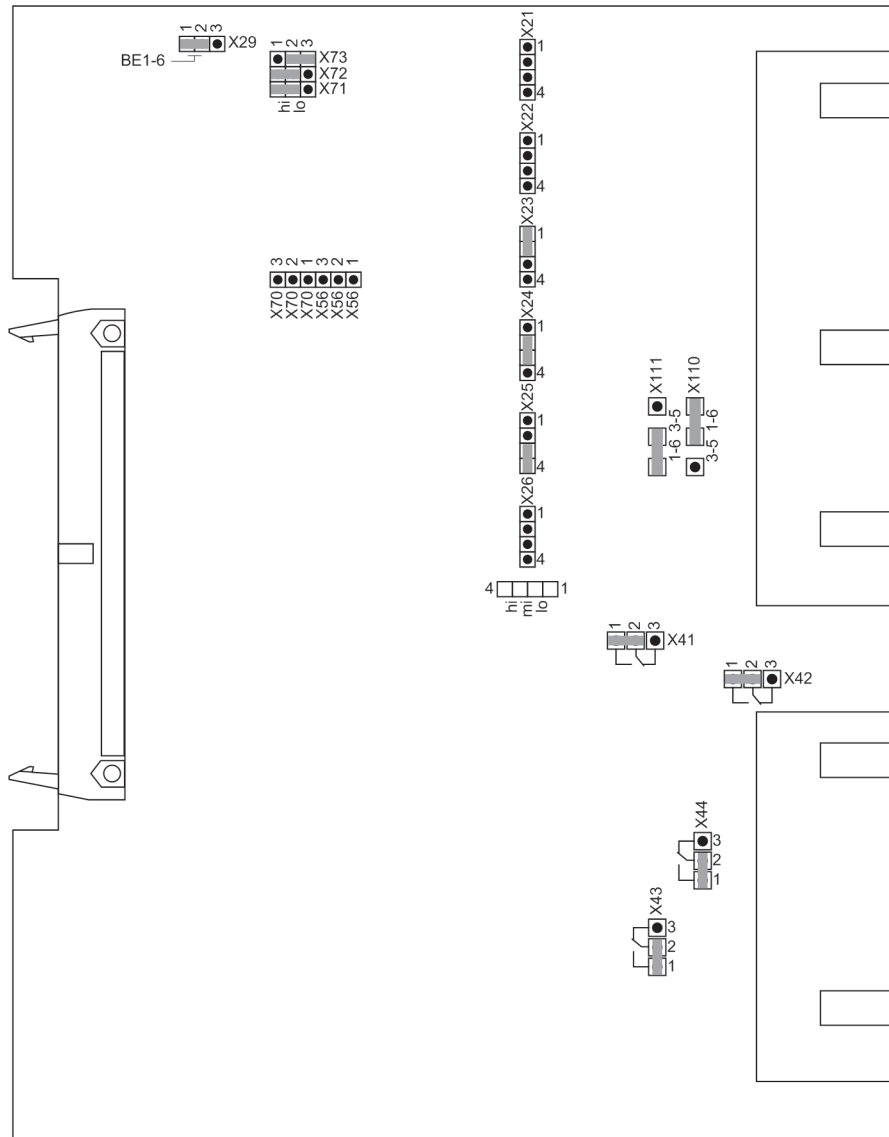 1 2 3
X29
BE1-6
1 2 3
X73
X72
X71
hi lo
X21
1
4
X22
1
4
X23
1
4
X24
1
4
X25
1
4
X26
1
4
4 hi mi lo 1
3 2 1 3 2 1
X70 X70 X70 X56 X56 X56
X111 X110
3-5 1-6
1-6 3-5
1 2 3
X41
1 2 3
X42
X44
3
2
1
X43
3
2
1